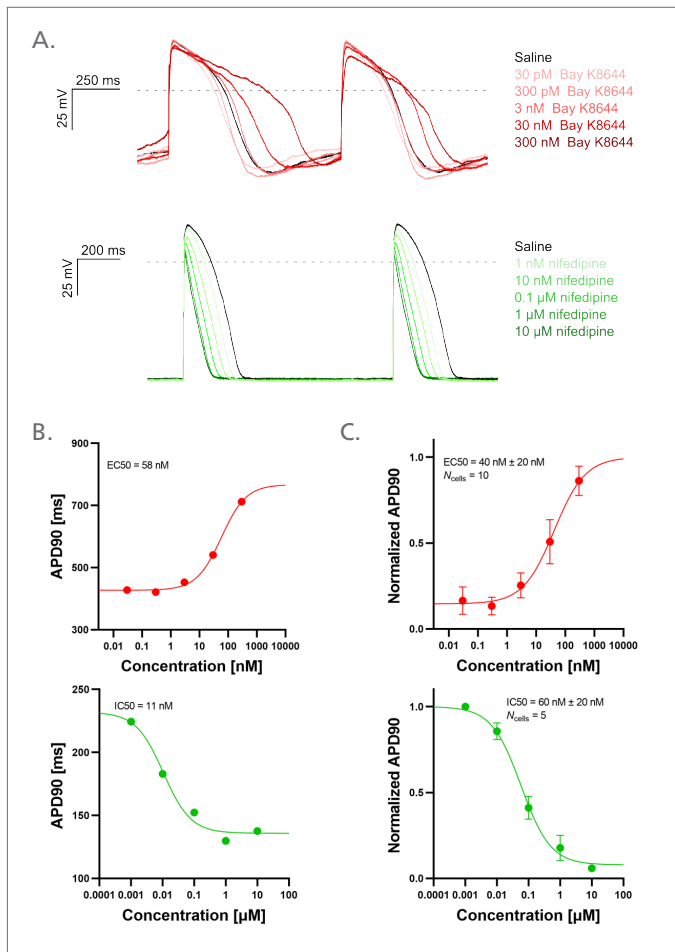 A.
250 ms
25 mV
Saline
30 pM Bay K8644
300 pM Bay K8644
3 nM Bay K8644
30 nM Bay K8644
300 nM Bay K8644
200 ms
25 mV
Saline
1 nM nifedipine
10 nM nifedipine
0.1 µM nifedipine
1 µM nifedipine
10 µM nifedipine
B.
900
700
500
300
APD90 [ms]
EC50 = 58 nM
0.01 0.1 1 10 100 1000 10000
Concentration [nM]
250
200
150
100
APD90 [ms]
IC50 = 11 nM
0.0001 0.001 0.01 0.1 1 10 100
Concentration [µM]
C.
1.0
0.5
0.0
Normalized APD90
EC50 = 40 nM ± 20 nM
Ncells = 10
0.01 0.1 1 10 100 1000 10000
Concentration [nM]
1.0
0.5
0.0
Normalized APD90
IC50 = 60 nM ± 20 nM
Ncells = 5
0.0001 0.001 0.01 0.1 1 10 100
Concentration [µM]